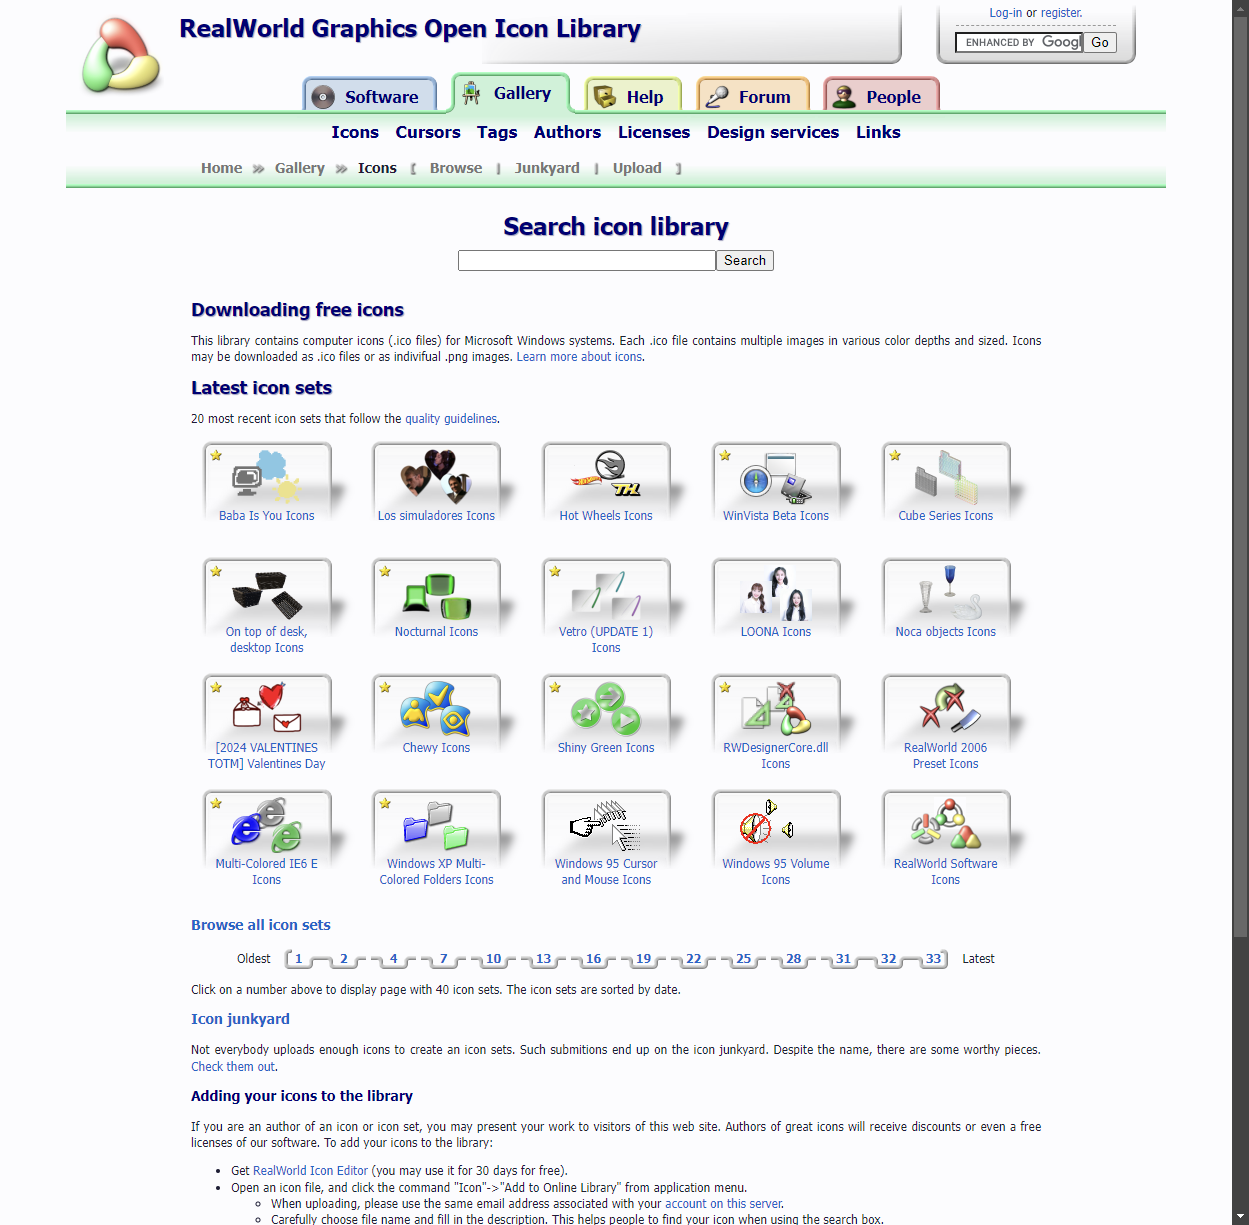 RealWorld Graphics Open Icon Library
Log-in or register.
ENHANCED BY Google
Go
Software
Gallery
Help
Forum
People
Icons Cursors Tags Authors Licenses Design services Links
Home » Gallery » Icons [ Browse | Junkyard | Upload ]
Search icon library
Search
Downloading free icons
This library contains computer icons (.ico files) for Microsoft Windows systems. Each .ico file contains multiple images in various color depths and sized. Icons
may be downloaded as .ico files or as indivifual .png images. Learn more about icons.
Latest icon sets
20 most recent icon sets that follow the quality guidelines.
Baba Is You Icons
Los simuladores Icons
Hot Wheels Icons
WinVista Beta Icons
Cube Series Icons
On top of desk,
desktop Icons
Nocturnal Icons
Vetro (UPDATE 1)
Icons
LOONA Icons
Noca objects Icons
[2024 VALENTINES
TOTM] Valentines Day
Chewy Icons
Shiny Green Icons
RWDesignerCore.dll
Icons
RealWorld 2006
Preset Icons
Multi-Colored IE6 E
Icons
Windows XP Multi-
Colored Folders Icons
Windows 95 Cursor
and Mouse Icons
Windows 95 Volume
Icons
RealWorld Software
Icons
Browse all icon sets
Oldest 1 2 4 7 10 13 16 19 22 25 28 31 32 33 Latest
Click on a number above to display page with 40 icon sets. The icon sets are sorted by date.
Icon junkyard
Not everybody uploads enough icons to create an icon sets. Such submitions end up on the icon junkyard. Despite the name, there are some worthy pieces.
Check them out.
Adding your icons to the library
If you are an author of an icon or icon set, you may present your work to visitors of this web site. Authors of great icons will receive discounts or even a free
licenses of our software. To add your icons to the library:
• Get RealWorld Icon Editor (you may use it for 30 days for free).
• Open an icon file, and click the command "Icon"->"Add to Online Library" from application menu.
◦ When uploading, please use the same email address associated with your account on this server.
◦ Carefully choose file name and fill in the description. This helps people to find your icon when using the search box.